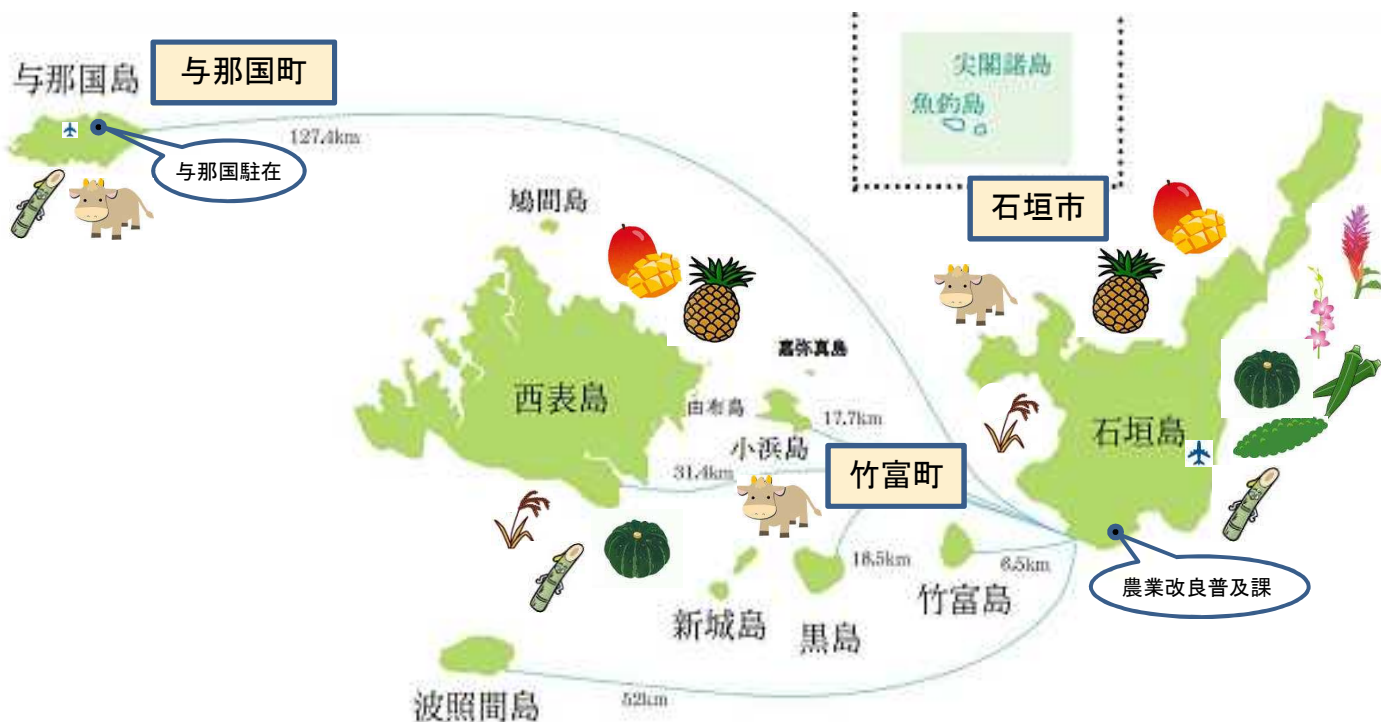 与那国島
与那国町
127.4km
与那国駐在
尖閣諸島
魚釣島
石垣市
鳩間島
嘉弥真島
西表島
由布島
17.7km
小浜島
石垣島
31.4km
竹富町
18.5km
6.5km
農業改良普及課
竹富島
新城島
黒島
波照間島
52km